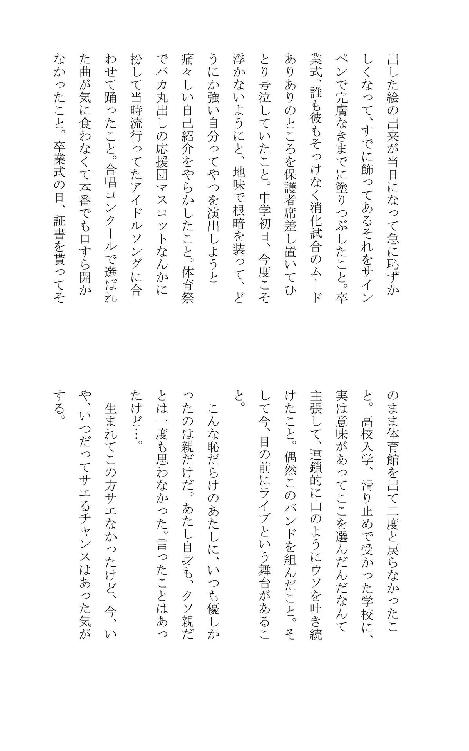 出した絵の出来が当日になって急に恥ずか
しくなって、すでに飾ってあるそれをサイン
ペンで完膚なきまでに塗りつぶしたこと。卒
業式、誰も彼もそっけなく消化試合のムード
ありありのところを保護者席差し置いてひ
とり号泣していたこと。中学初日、今度こそ
浮かないようにと、地味で根暗を装って、ど
うにか強い自分ってやつを演出しようと
痛々しい自己紹介をやらかしたこと。体育祭
でバカ丸出しの応援団マスコットなんかに
扮して当時流行ってたアイドルソングに合
わせて踊ったこと。合唱コンクールで選ばれ
た曲が気に食わなくて本番でも口すら開か
なかったこと。卒業式の日、証書を貰ってそ
のまま体育館を出て二度と戻らなかったこ
と。高校入学、滑り止めで受かった学校に、
実は意味があってここを選んだんだなんて
主張して、連鎖的に山のようにウソを吐き続
けたこと。偶然このバンドを組んだこと。そ
して今、目の前にライブという舞台があるこ
と。
こんな恥だらけのあたしに、いつも優しか
ったのは親だけだ。あたし自身も、クソ親だ
とは一度も思わなかった。言ったことはあっ
たけど…。
生まれてこの方サエなかったけど、今、い
や、いつだってサエるチャンスはあった気が
する。